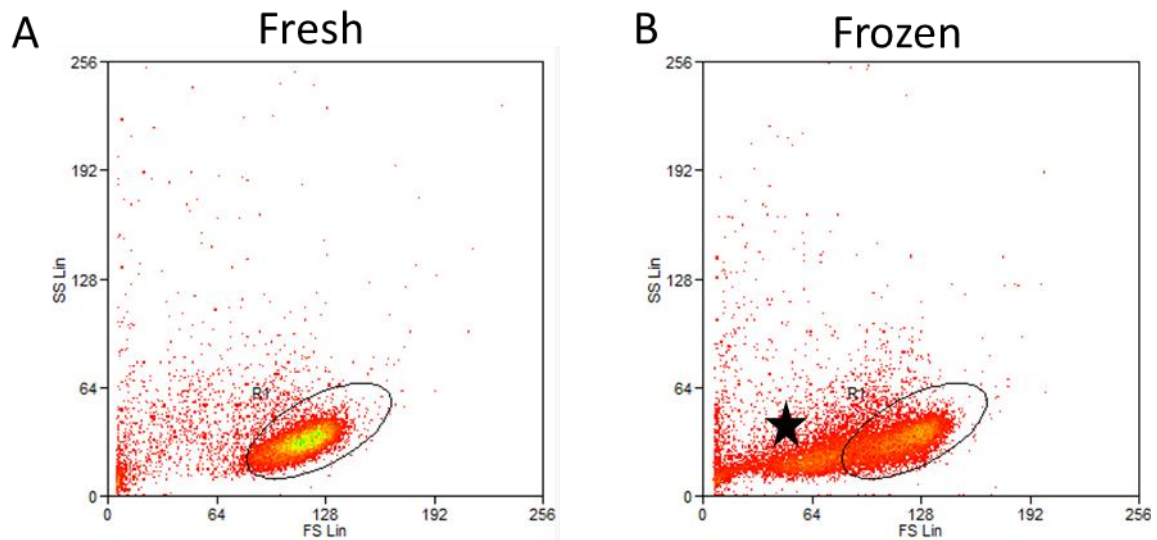 A
Fresh
256
192
128
64
0
SS Lin
R1
0 64 128 192 256
FS Lin
B
Frozen
256
192
128
64
0
SS Lin
R1
0 64 128 192 256
FS Lin